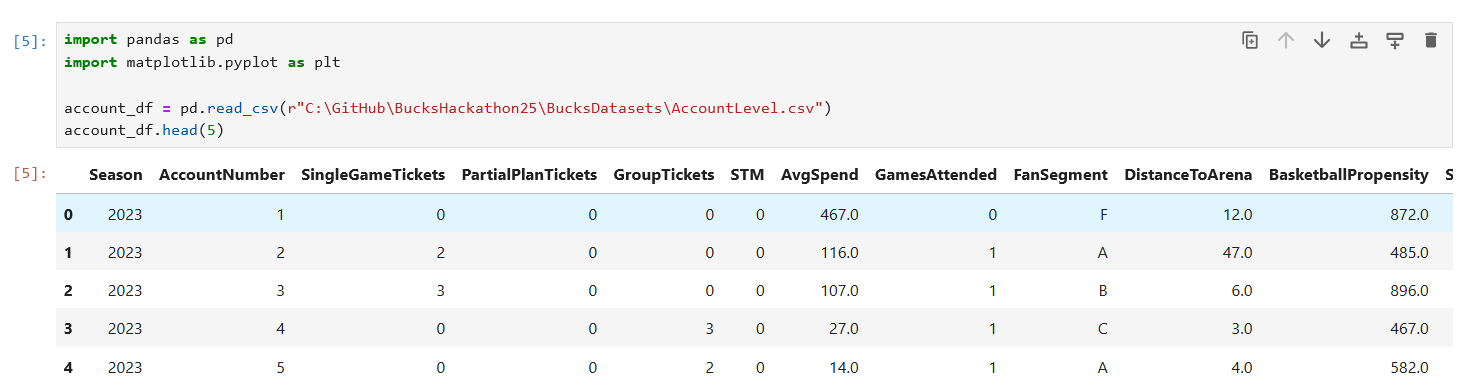 [5]: import pandas as pd
import matplotlib.pyplot as plt
account_df = pd.read_csv(r"C:\GitHub\BucksHackathon25\BucksDatasets\AccountLevel.csv")
account_df.head(5)
[5]: Season AccountNumber SingleGameTickets PartialPlanTickets GroupTickets STM AvgSpend GamesAttended FanSegment DistanceToArena BasketballPropensity S
0 2023 1 0 0 0 0 467.0 0 F 12.0 872.0
1 2023 2 2 0 0 0 116.0 1 A 47.0 485.0
2 2023 3 3 0 0 0 107.0 1 B 6.0 896.0
3 2023 4 0 0 3 0 27.0 1 C 3.0 467.0
4 2023 5 0 0 2 0 14.0 1 A 4.0 582.0